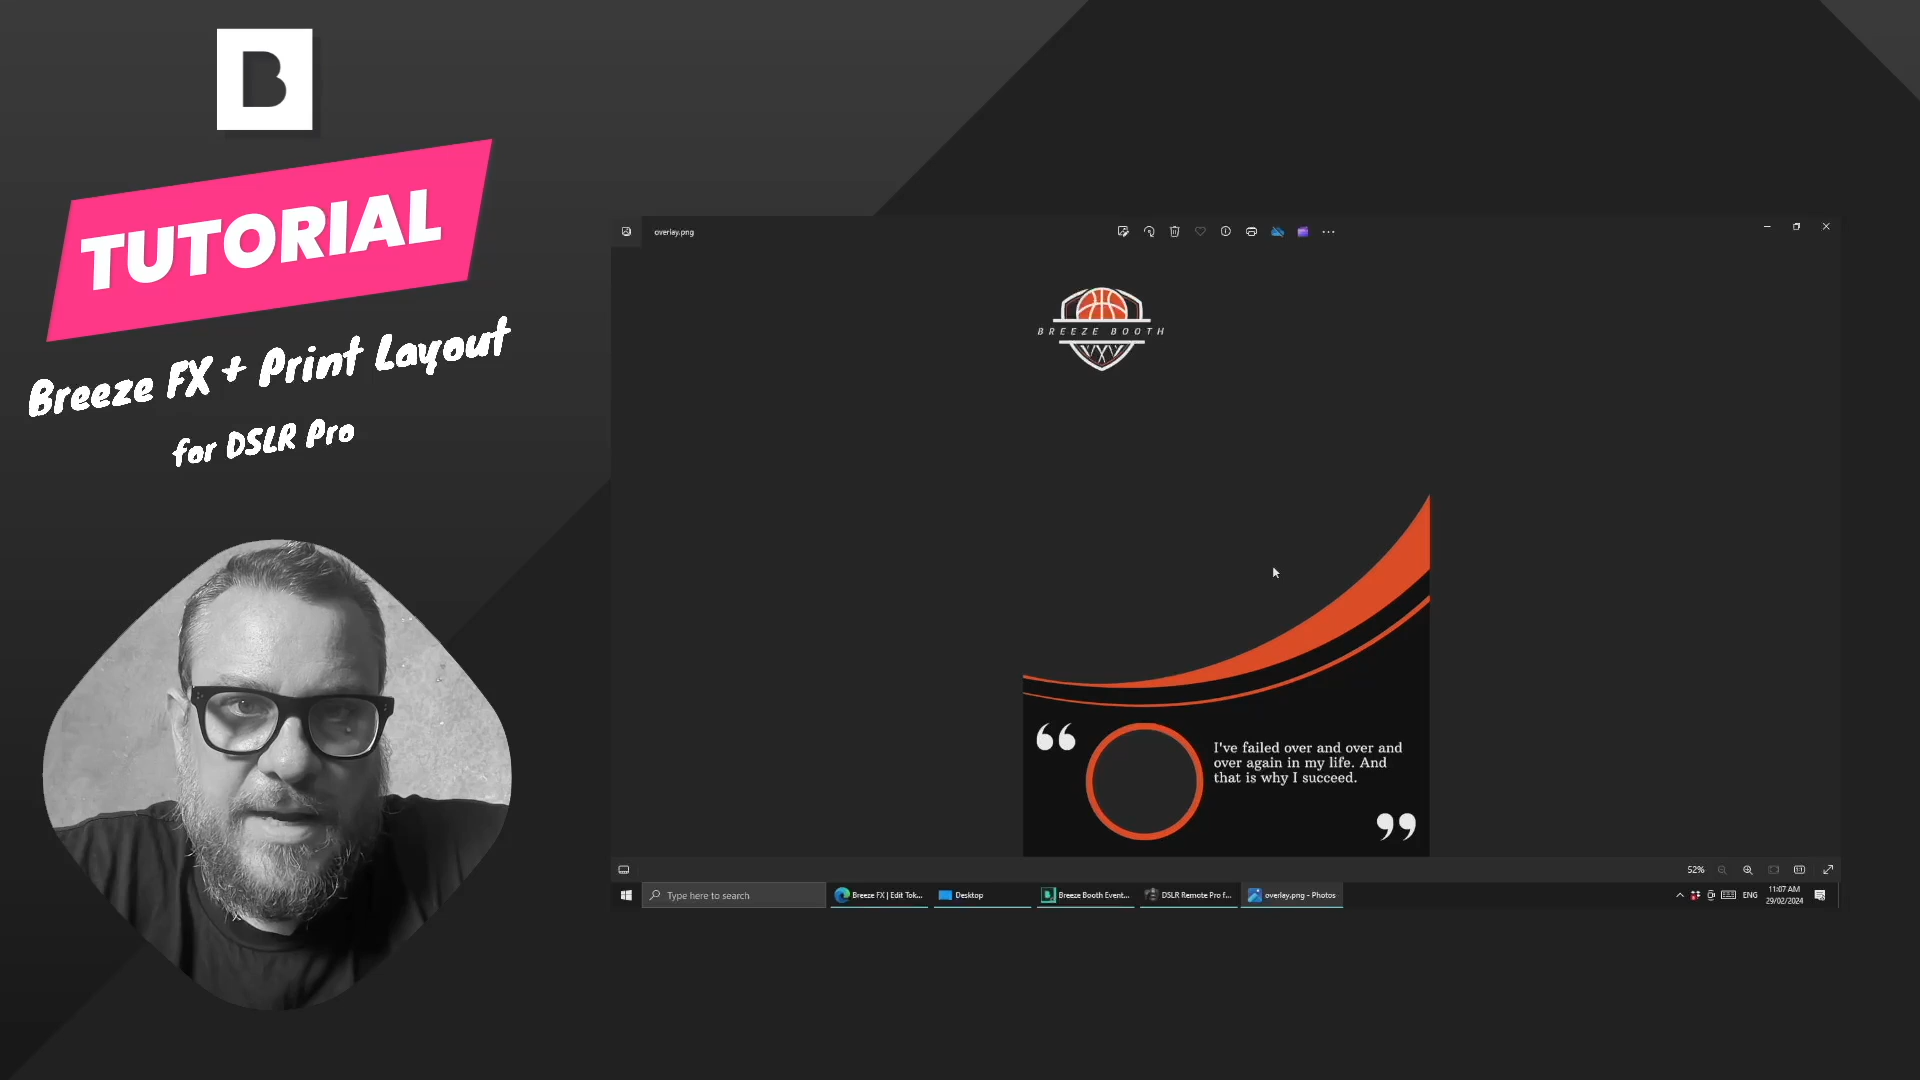 B
TUTORIAL
Breeze FX + Print Layout
for DSLR Pro
overlay.png
BREEZE BOOTH
“
I've failed over and over and
over again in my life. And
that is why I succeed.
”
52%
Type here to search
Breeze FX | Edit Tok...
Desktop
Breeze Booth Event...
DSLR Remote Pro f...
overlay.png - Photos
ENG
11:07 AM
29/02/2024